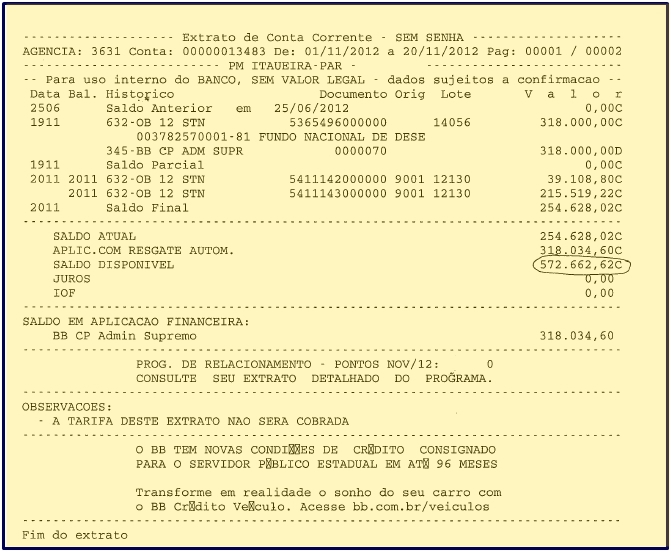 -------------------- Extrato de Conta Corrente - SEM SENHA -----------------
AGENCIA: 3631 Conta: 00000013483 De: 01/11/2012 a 20/11/2012 Pag: 00001 / 00002
-------------------------- PM ITAUEIRA-PAR - --------------------------
-- Para uso interno do BANCO, SEM VALOR LEGAL - dados sujeitos a confirmacao --
Data Bal. Historico Documento Orig Lote V a l o r
2506 Saldo Anterior em 25/06/2012 0,00C
1911 632-OB 12 STN 5365496000000 14056 318.000,00C
003782570001-81 FUNDO NACIONAL DE DESE
345-BB CP ADM SUPR 0000070 318.000,00D
1911 Saldo Parcial 0,00C
2011 2011 632-OB 12 STN 5411142000000 9001 12130 39.108,80C
2011 632-OB 12 STN 5411143000000 9001 12130 215.519,22C
2011 Saldo Final 254.628,02C
SALDO ATUAL 254.628,02C
APLIC.COM RESGATE AUTOM. 318.034,60C
SALDO DISPONIVEL 572.662,62C
JUROS 0,00
IOF 0,00
SALDO EM APLICACAO FINANCEIRA:
BB CP Admin Supremo 318.034,60
PROG. DE RELACIONAMENTO - PONTOS NOV/12: 0
CONSULTE SEU EXTRATO DETALHADO DO PROGRAMA.
OBSERVACOES:
- A TARIFA DESTE EXTRATO NAO SERA COBRADA
O BB TEM NOVAS CONDI☒☒ES DE CR☒DITO CONSIGNADO
PARA O SERVIDOR P☒BLICO ESTADUAL EM AT☒ 96 MESES
Transforme em realidade o sonho do seu carro com
o BB Cr☒dito Ve☒culo. Acesse bb.com.br/veiculos
Fim do extrato